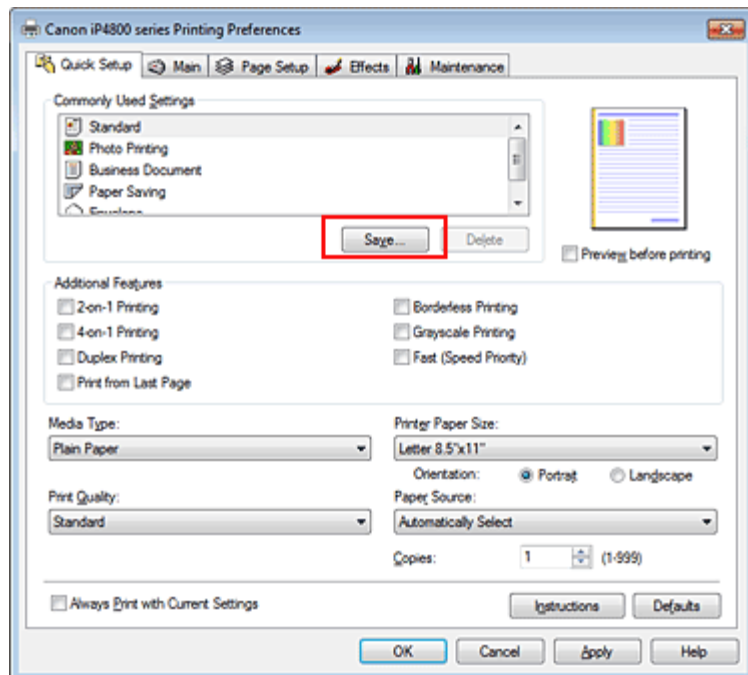 Canon iP4800 series Printing Preferences
Quick Setup Main Page Setup Effects Maintenance
Commonly Used Settings
Standard
Photo Printing
Business Document
Paper Saving
Envelope
Save... Delete
Preview before printing
Additional Features
2-on-1 Printing Borderless Printing
4-on-1 Printing Grayscale Printing
Duplex Printing Fast (Speed Priority)
Print from Last Page
Media Type: Printer Paper Size:
Plain Paper Letter 8.5"x11"
Orientation: Portrait Landscape
Print Quality: Paper Source:
Standard Automatically Select
Copies: 1 (1-999)
Always Print with Current Settings Instructions Defaults
OK Cancel Apply Help